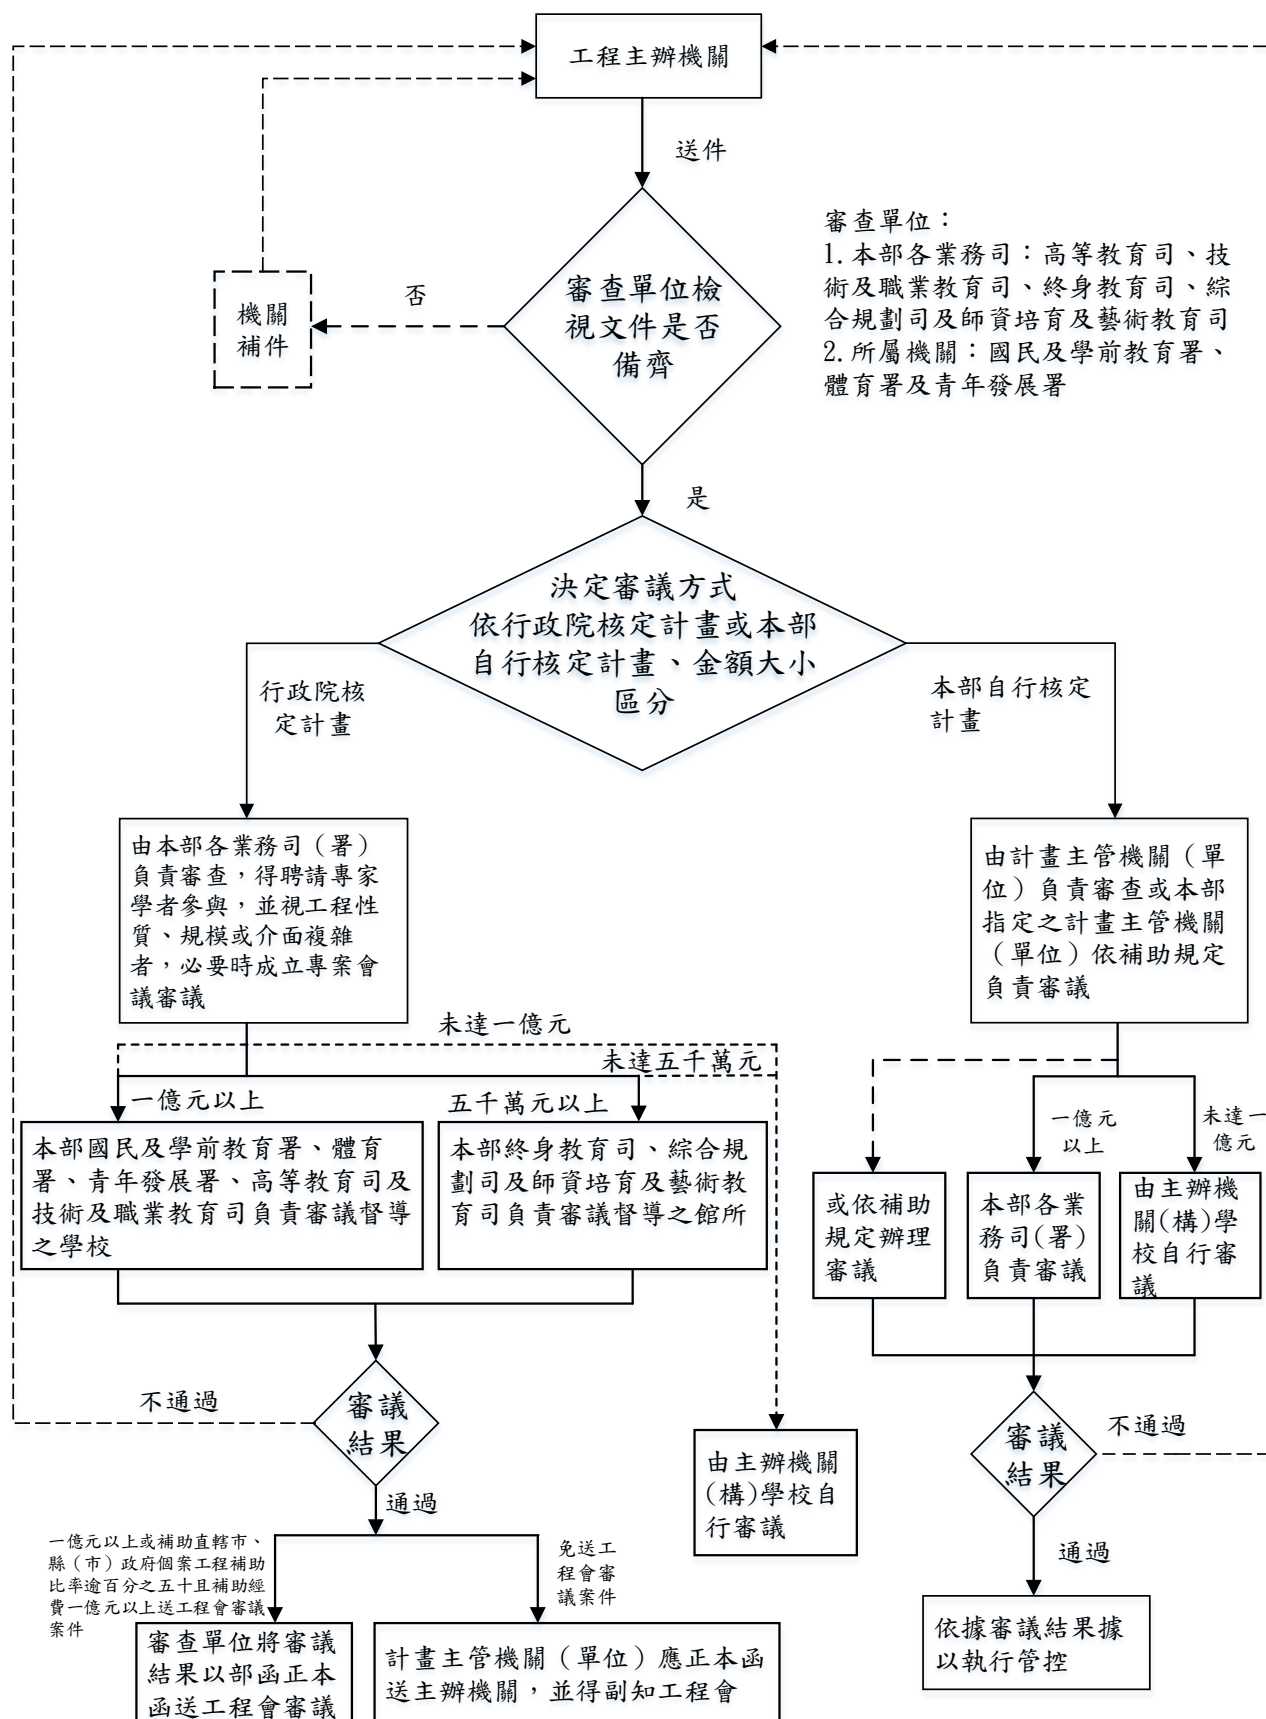 工程主辦機關
送件
審查單位：
1.本部各業務司：高等教育司、技
術及職業教育司、終身教育司、綜
合規劃司及師資培育及藝術教育司
2.所屬機關：國民及學前教育署、
體育署及青年發展署
審查單位檢
視文件是否
備齊
否
機關
補件
是
決定審議方式
依行政院核定計畫或本部
自行核定計畫、金額大小
區分
行政院核
定計畫
本部自行核定
計畫
由本部各業務司（署）
負責審查，得聘請專家
學者參與，並視工程性
質、規模或介面複雜
者，必要時成立專案會
議審議
由計畫主管機關（單
位）負責審查或本部
指定之計畫主管機關
（單位）依補助規定
負責審議
未達一億元
未達五千萬元
一億元以上
五千萬元以上
一億元
以上
未達一
億元
本部國民及學前教育署、體育
署、青年發展署、高等教育司及
技術及職業教育司負責審議督導
之學校
本部終身教育司、綜合規
劃司及師資培育及藝術教
育司負責審議督導之館所
或依補助
規定辦理
審議
本部各業
務司(署)
負責審議
由主辦機
關(構)學
校自行審
議
不通過
審議
結果
通過
由主辦機關
(構)學校自
行審議
審議
結果
不通過
通過
一億元以上或補助直轄市、
縣（市）政府個案工程補助
比率逾百分之五十且補助經
費一億元以上送工程會審議
案件
免送工
程會審
議案件
審查單位將審議
結果以部函正本
函送工程會審議
計畫主管機關（單位）應正本函
送主辦機關，並得副知工程會
依據審議結果據
以執行管控